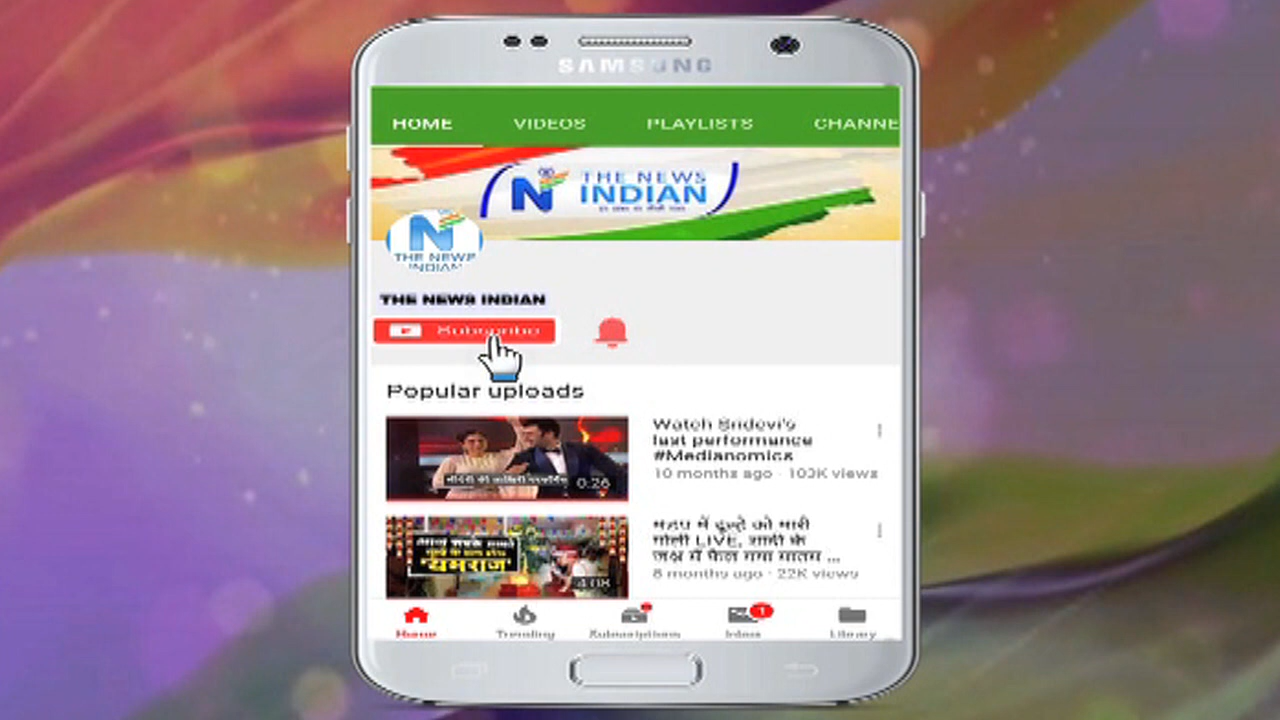 SAMSUNG
HOME VIDEOS PLAYLISTS CHANNE
THE NEWS
INDIAN
THE NEWS
INDIAN
THE NEWS INDIAN
Subscribe
Popular uploads
Watch Sridevi's
last performance
#Medianomics
10 months ago · 103K views
0:26
मंडप में दूल्हे को मारी
गोली LIVE, शादी के
जश्न में फैल गया मातम ...
8 months ago · 22K views
'यमराज'
4:08
1
Home Trending Subscriptions Inbox Library